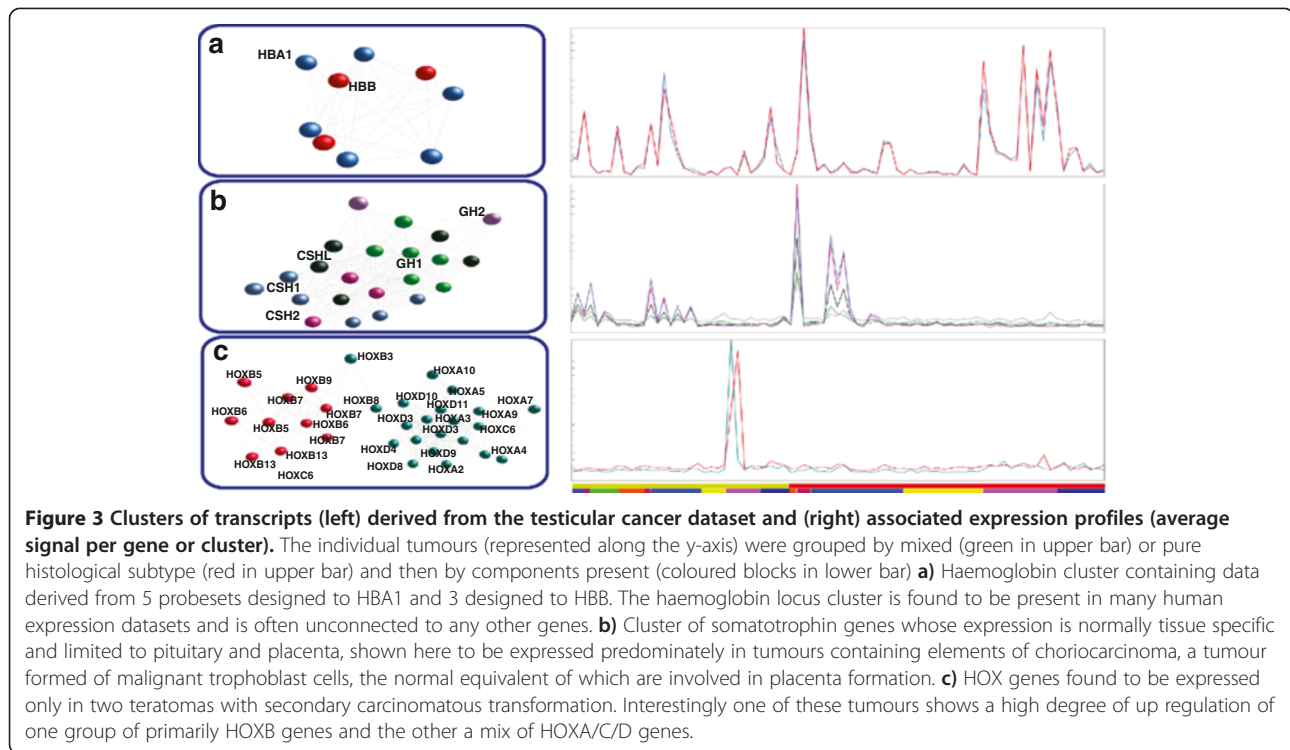 a
HBA1
HBB
b
GH2
CSHL
GH1
CSH1
CSH2
c
HOXB3
HOXB5
HOXB9
HOXA10
HOXB7
HOXB8
HOXD10
HOXA5
HOXA7
HOXD11
HOXB6
HOXB7
HOXD3
HOXA3
HOXA9
HOXB5
HOXB6
HOXD3
HOXC6
HOXB7
HOXD4
HOXD9
HOXA4
HOXB13
HOXB13
HOXD8
HOXA2
HOXC6
Figure 3 Clusters of transcripts (left) derived from the testicular cancer dataset and (right) associated expression profiles (average
signal per gene or cluster). The individual tumours (represented along the y-axis) were grouped by mixed (green in upper bar) or pure
histological subtype (red in upper bar) and then by components present (coloured blocks in lower bar) a) Haemoglobin cluster containing data
derived from 5 probesets designed to HBA1 and 3 designed to HBB. The haemoglobin locus cluster is found to be present in many human
expression datasets and is often unconnected to any other genes. b) Cluster of somatotrophin genes whose expression is normally tissue specific
and limited to pituitary and placenta, shown here to be expressed predominately in tumours containing elements of choriocarcinoma, a tumour
formed of malignant trophoblast cells, the normal equivalent of which are involved in placenta formation. c) HOX genes found to be expressed
only in two teratomas with secondary carcinomatous transformation. Interestingly one of these tumours shows a high degree of up regulation of
one group of primarily HOXB genes and the other a mix of HOXA/C/D genes.